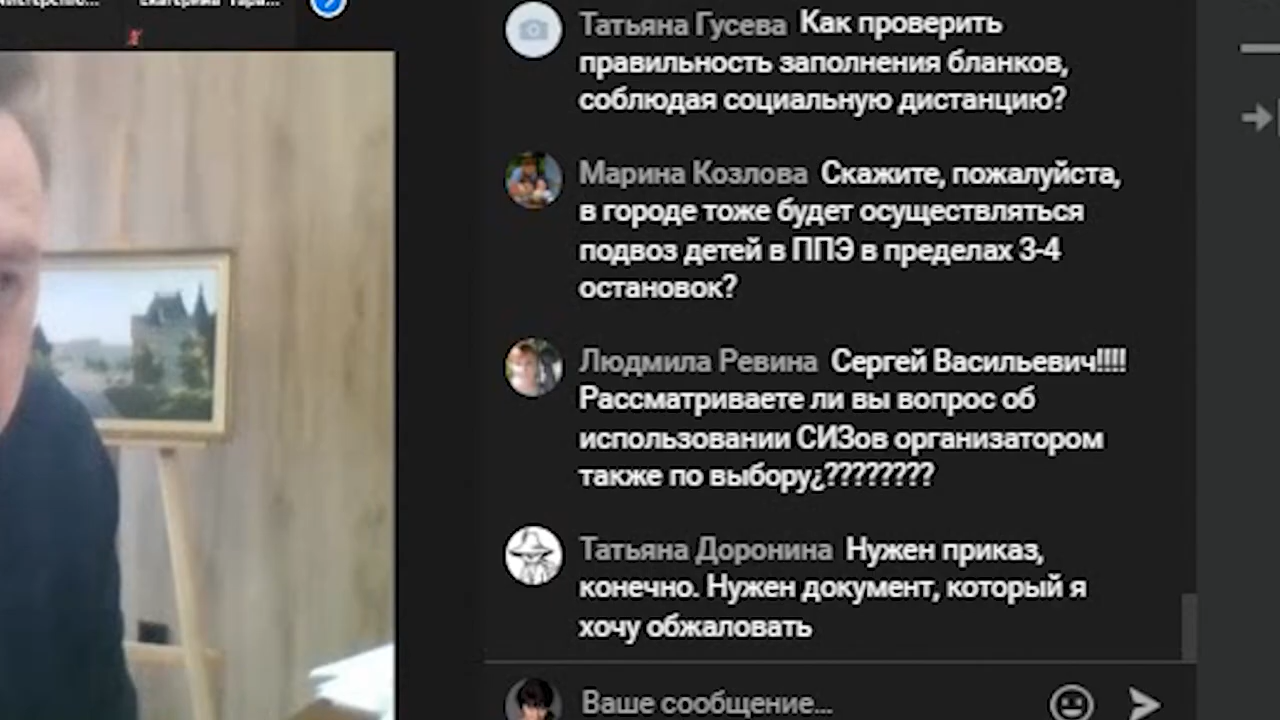 Татьяна Гусева Как проверить
правильность заполнения бланков,
соблюдая социальную дистанцию?
Марина Козлова Скажите, пожалуйста,
в городе тоже будет осуществляться
подвоз детей в ППЭ в пределах 3-4
остановок?
Людмила Ревина Сергей Васильевич!!!!
Рассматриваете ли вы вопрос об
использовании СИЗов организатором
также по выбору¿????????
Татьяна Доронина Нужен приказ,
конечно. Нужен документ, который я
хочу обжаловать
Ваше сообщение...